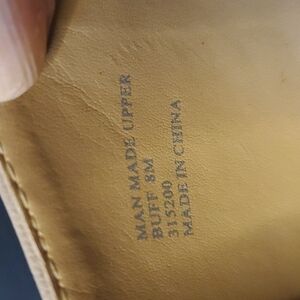 MAN MADE UPPER
BUFF 8M
315200
MADE IN CHINA